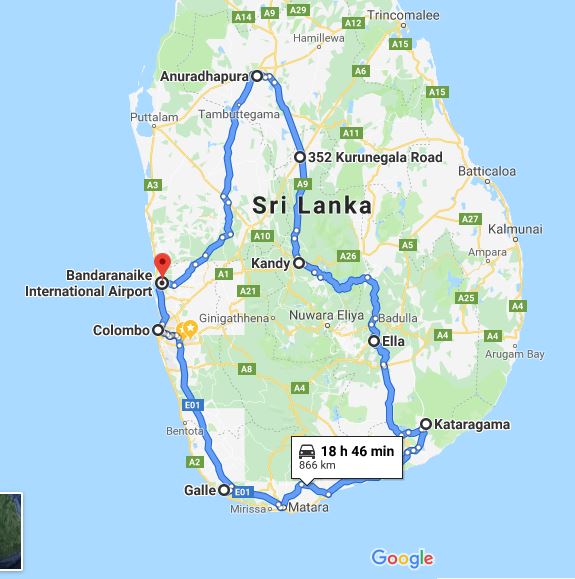 Trincomalee
A14
A29
Hamillewa
A15
Anuradhapura
A6
A15
Tambuttegama
Puttalam
A11
352 Kurunegala Road
A3
A9
Batticaloa
Sri Lanka
A27
Kalmunai
A10
A5
A26
Ampara
Kandy
Bandaranaike
International Airport
A1
A21
A25
A4
Colombo
Ginigathhena
Nuwara Eliya
Badulla
Ella
Arugam Bay
A8
A4
E01
Kataragama
Bentota
18 h 46 min
866 km
A2
Galle
E01
Mirissa
Matara
Google